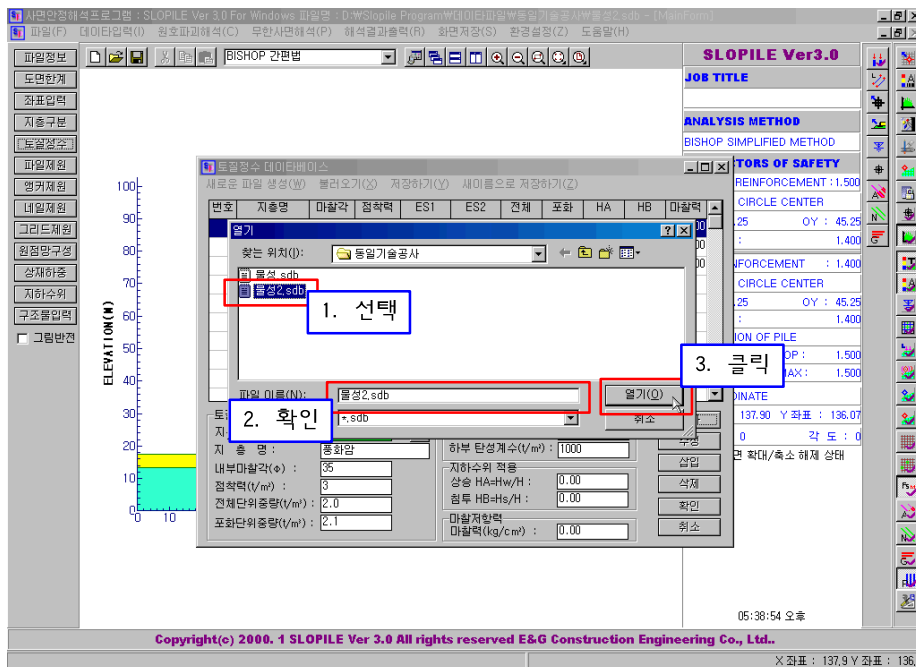 사면안정해석프로그램 : SLOPILE Ver 3.0 For Windows 파일명 : D:\Slopile Program\데이타파일\동일기술공사\물성2.sdb - [MainForm]
파일(F) 데이타입력(I) 원호파괴해석(C) 무한사면해석(P) 해석결과출력(R) 화면저장(S) 환경설정(Z) 도움말(H)
파일정보
도면한계
좌표입력
지층구분
토질정수
파일제원
앵커제원
네일제원
그리드제원
원점망구성
상재하중
지하수위
구조물입력
그림반전
BISHOP 간편법
ELEVATION(M)
100
90
80
70
60
50
40
30
20
10
0
0 10
토질정수 데이타베이스
새로운 파일 생성(W) 불러오기(X) 저장하기(Y) 새이름으로 저장하기(Z)
번호 지층명 마찰각 점착력 ES1 ES2 전체 포화 HA HB 마찰력
열기
찾는 위치(I): 동일기술공사
물성.sdb
물성2.sdb
1. 선택
파일 이름(N): 물성2.sdb
열기(O)
2. 확인
*.sdb
취소
3. 클릭
지 층 명 : 풍화암
내부마찰각(Φ) : 35
점착력(t/m²) : 3
전체단위중량(t/m³) : 2.0
포화단위중량(t/m³) : 2.1
하부 탄성계수(t/m²) : 1000
지하수위 적용
상승 HA=Hw/H : 0.00
침투 HB=Hs/H : 0.00
마찰저항력
마찰력(kg/cm²) : 0.00
수정
삽입
삭제
확인
취소
SLOPILE Ver3.0
JOB TITLE
ANALYSIS METHOD
BISHOP SIMPLIFIED METHOD
TORS OF SAFETY
REINFORCEMENT : 1.500
CIRCLE CENTER
.25 OY : 45.25
: 1.400
NFORCEMENT : 1.400
CIRCLE CENTER
.25 OY : 45.25
: 1.400
ION OF PILE
OP : 1.500
MAX : 1.500
DINATE
137.90 Y 좌표 : 136.07
0 각 도 : 0
면 확대/축소 해제 상태
05:38:54 오후
Copyright(c) 2000. 1 SLOPILE Ver 3.0 All rights reserved E&G Construction Engineering Co., Ltd..
X 좌표 : 137.9 Y 좌표 : 136.